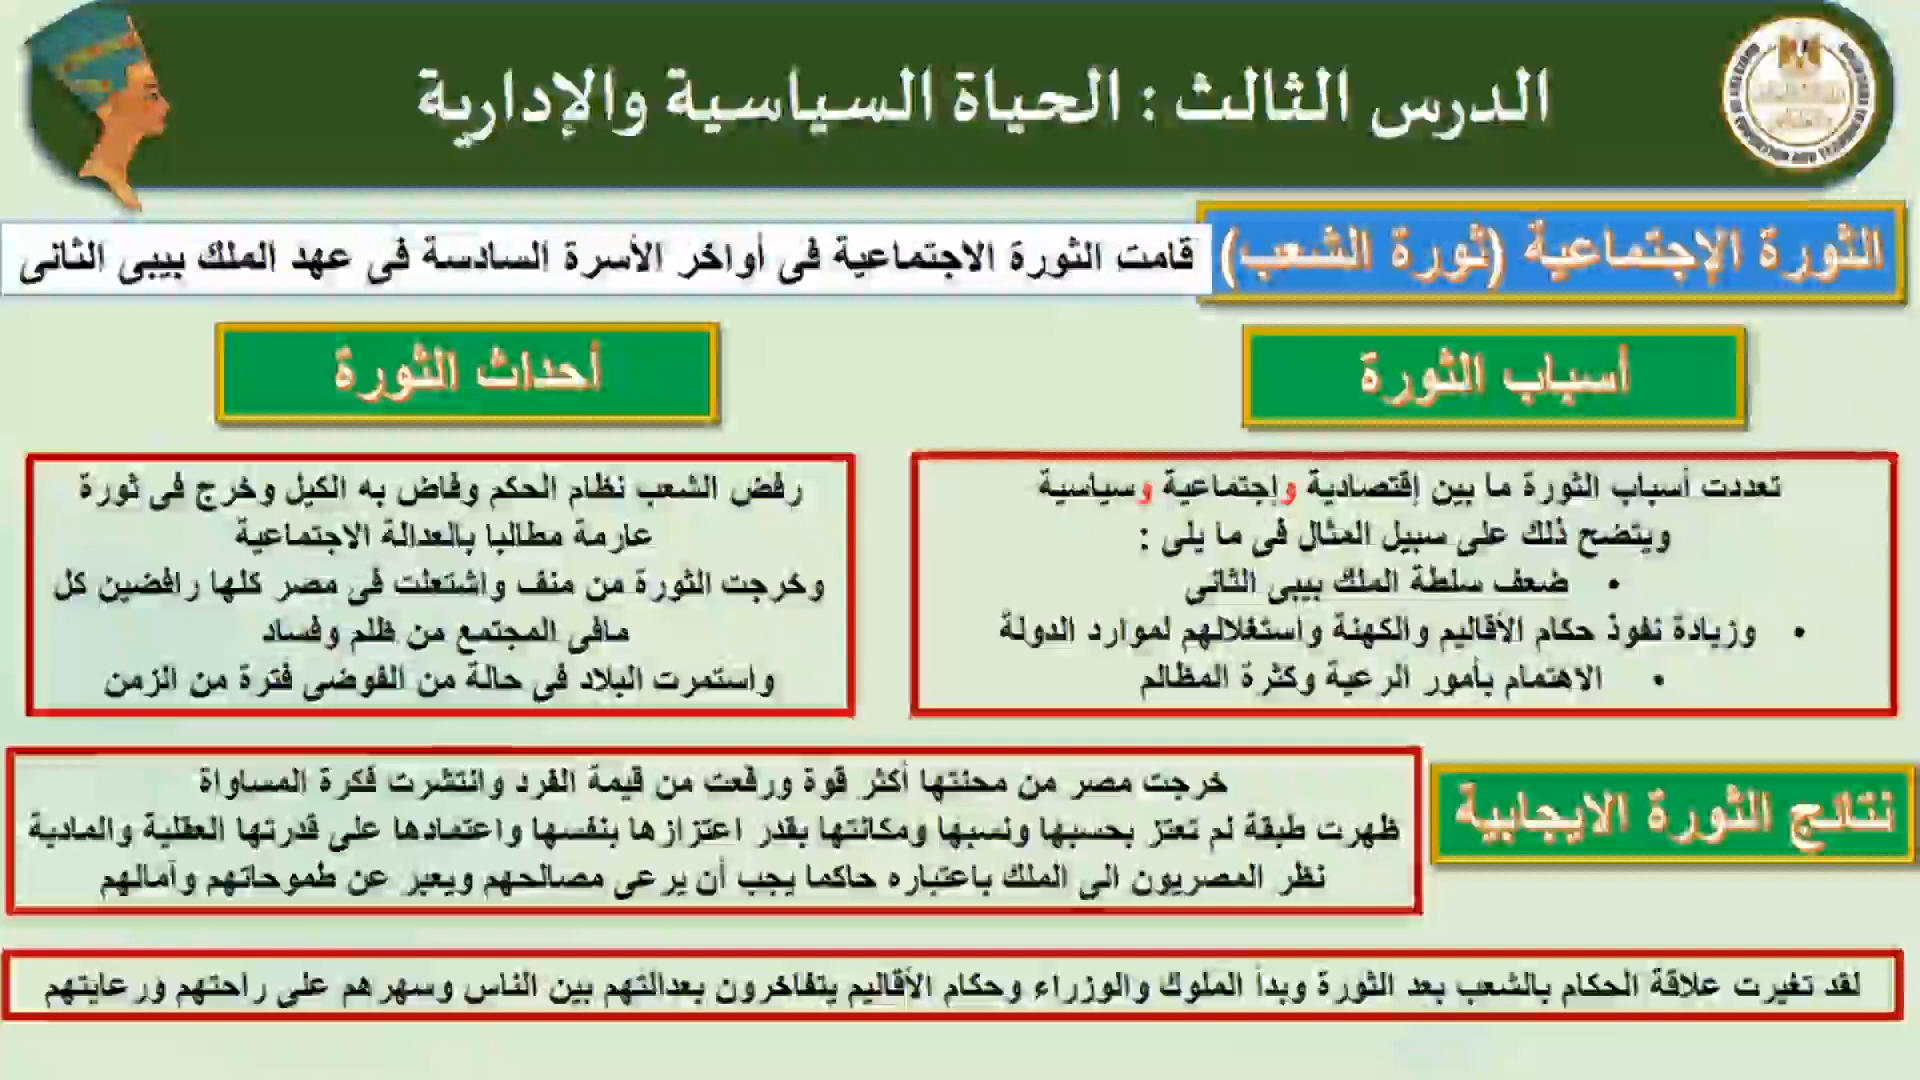 الدرس الثالث : الحياة السياسية والإدارية
الثورة الإجتماعية (ثورة الشعب)
قامت الثورة الاجتماعية فى أواخر الأسرة السادسة فى عهد الملك بيبى الثانى
أسباب الثورة
تعددت أسباب الثورة ما بين إقتصادية وإجتماعية وسياسية
ويتضح ذلك على سبيل المثال فى ما يلى :
• ضعف سلطة الملك بيبى الثانى
• وزيادة نفوذ حكام الأقاليم والكهنة واستغلالهم لموارد الدولة
• الاهتمام بأمور الرعية وكثرة المظالم
أحداث الثورة
رفض الشعب نظام الحكم وفاض به الكيل وخرج فى ثورة
عارمة مطالبا بالعدالة الاجتماعية
وخرجت الثورة من منف واشتعلت فى مصر كلها رافضين كل
مافى المجتمع من ظلم وفساد
واستمرت البلاد فى حالة من الفوضى فترة من الزمن
نتائج الثورة الايجابية
خرجت مصر من محنتها أكثر قوة ورفعت من قيمة الفرد وانتشرت فكرة المساواة
ظهرت طبقة لم تعتز بحسبها ونسبها ومكانتها بقدر اعتزازها بنفسها واعتمادها على قدرتها العقلية والمادية
نظر المصريون الى الملك باعتباره حاكما يجب أن يرعى مصالحهم ويعبر عن طموحاتهم وآمالهم
لقد تغيرت علاقة الحكام بالشعب بعد الثورة وبدأ الملوك والوزراء وحكام الأقاليم يتفاخرون بعدالتهم بين الناس وسهرهم على راحتهم ورعايتهم